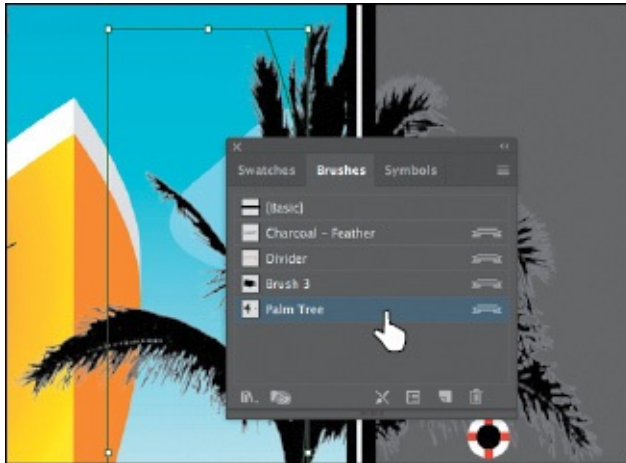 Swatches Brushes Symbols
[Basic]
Charcoal – Feather
Divider
Brush 3
Palm Tree